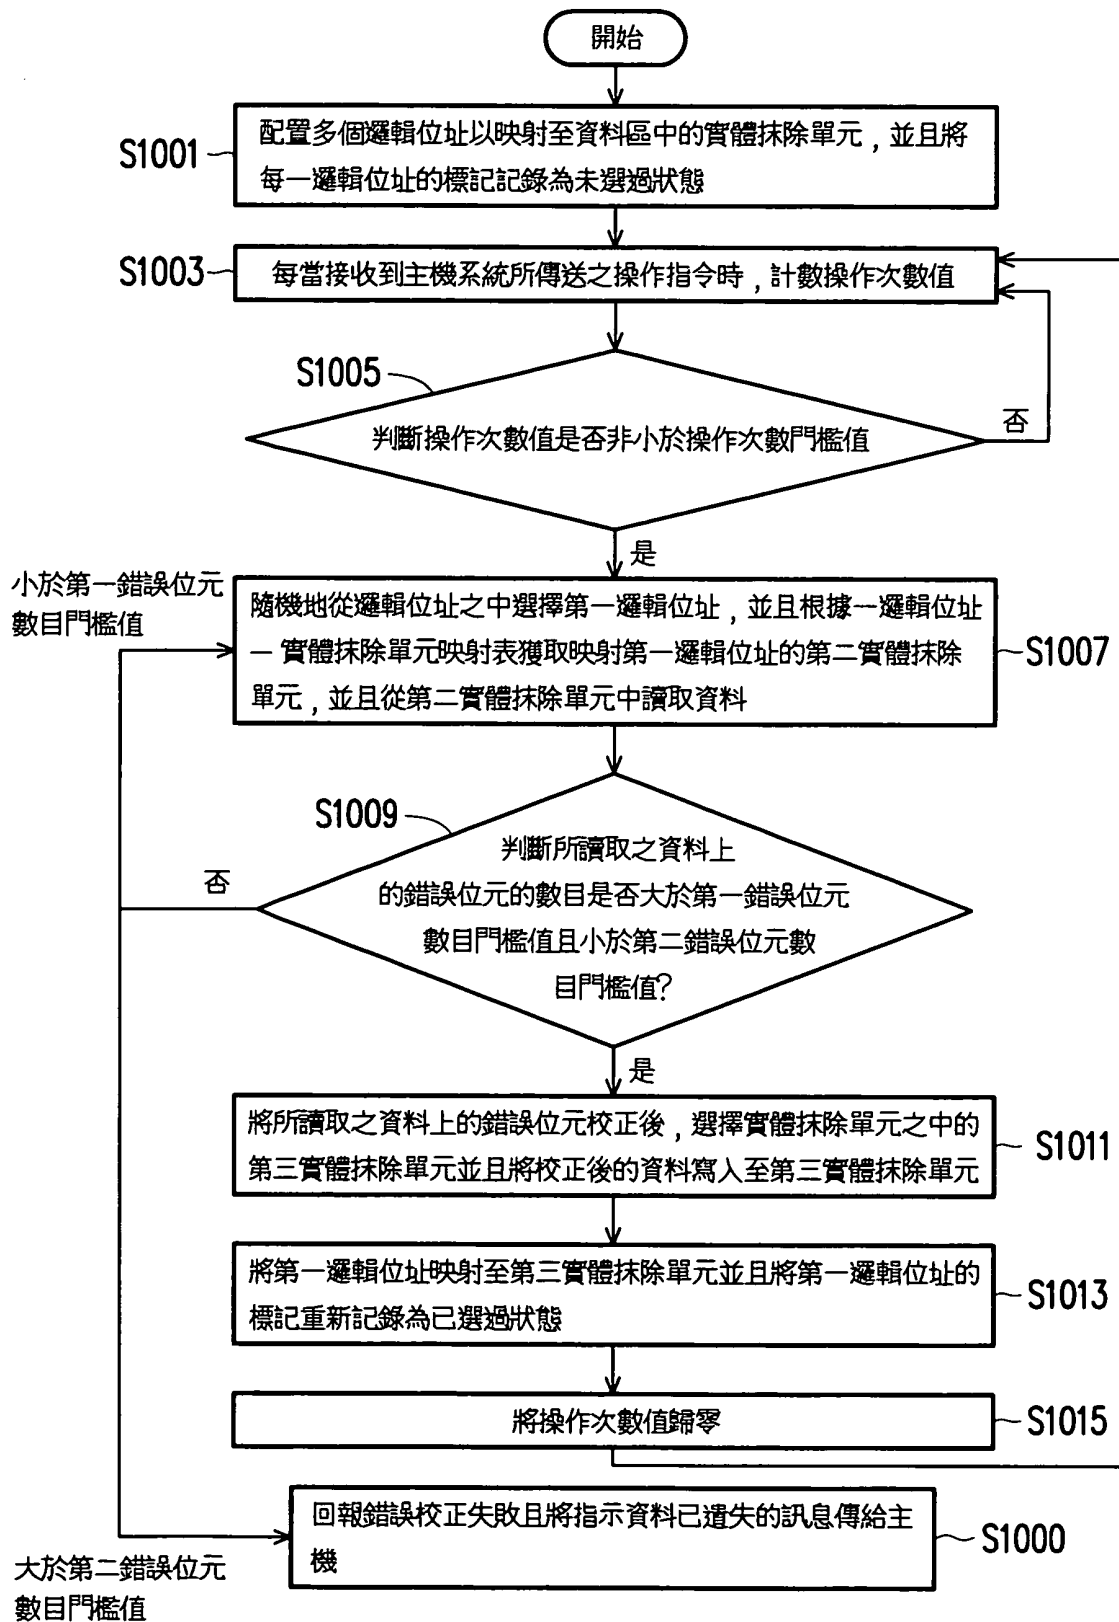 開始
S1001
配置多個邏輯位址以映射至資料區中的實體抹除單元，並且將
每一邏輯位址的標記記錄為未選過狀態
S1003
每當接收到主機系統所傳送之操作指令時，計數操作次數值
S1005
判斷操作次數值是否非小於操作次數門檻值
否
是
小於第一錯誤位元
數目門檻值
隨機地從邏輯位址之中選擇第一邏輯位址，並且根據一邏輯位址
－實體抹除單元映射表獲取映射第一邏輯位址的第二實體抹除
單元，並且從第二實體抹除單元中讀取資料
S1007
S1009
判斷所讀取之資料上
的錯誤位元的數目是否大於第一錯誤位元
數目門檻值且小於第二錯誤位元數
目門檻值？
否
是
將所讀取之資料上的錯誤位元校正後，選擇實體抹除單元之中的
第三實體抹除單元並且將校正後的資料寫入至第三實體抹除單元
S1011
將第一邏輯位址映射至第三實體抹除單元並且將第一邏輯位址的
標記重新記錄為已選過狀態
S1013
將操作次數值歸零
S1015
回報錯誤校正失敗且將指示資料已遺失的訊息傳給主
機
S1000
大於第二錯誤位元
數目門檻值